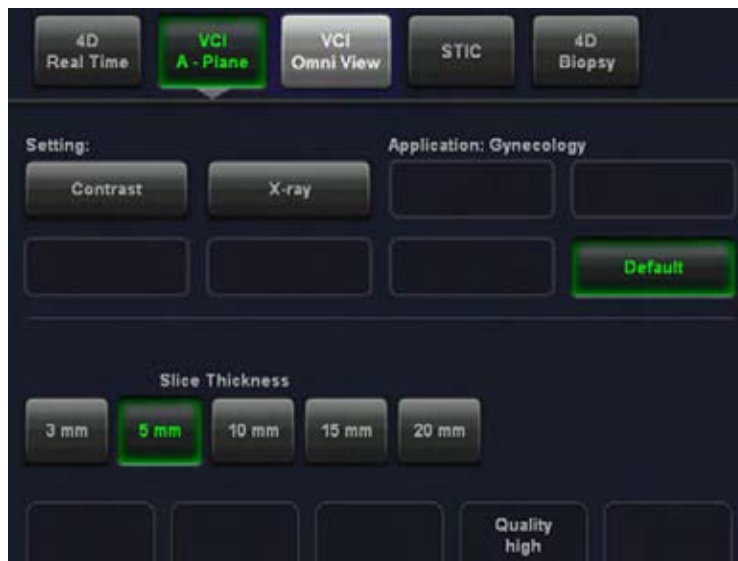 4D
Real Time
VCI
A - Plane
VCI
Omni View
STIC
4D
Biopsy
Setting:
Application: Gynecology
Contrast
X-ray
Default
Slice Thickness
3 mm
5 mm
10 mm
15 mm
20 mm
Quality
high